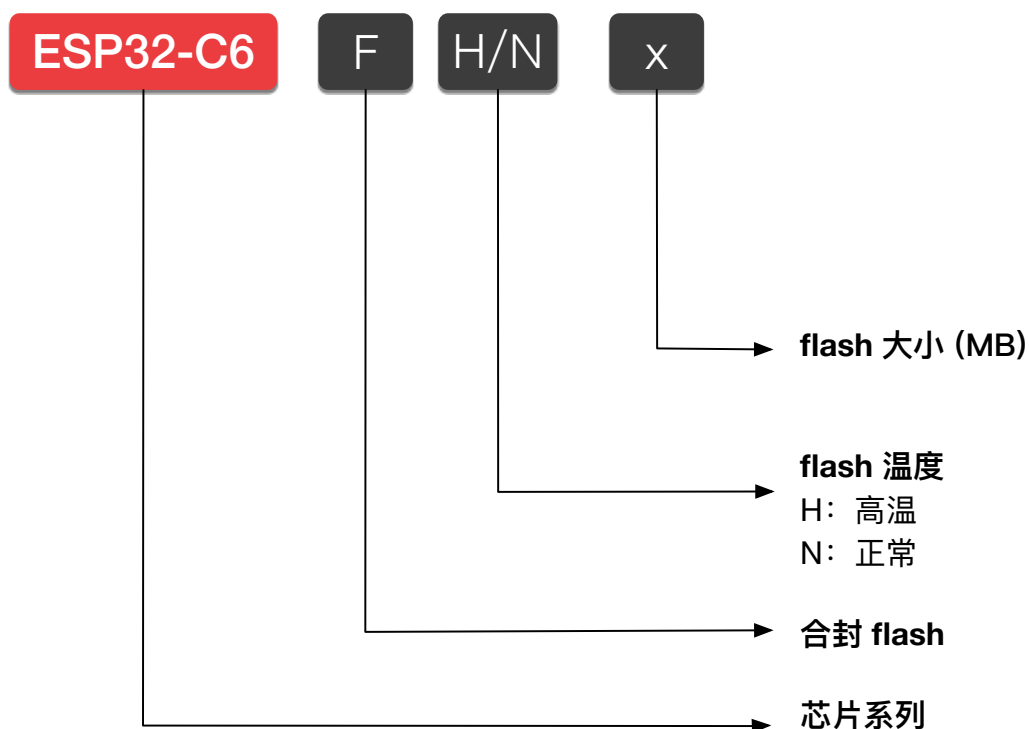 ESP32-C6 F H/N x
flash 大小 (MB)
flash 温度
H：高温
N：正常
合封 flash
芯片系列